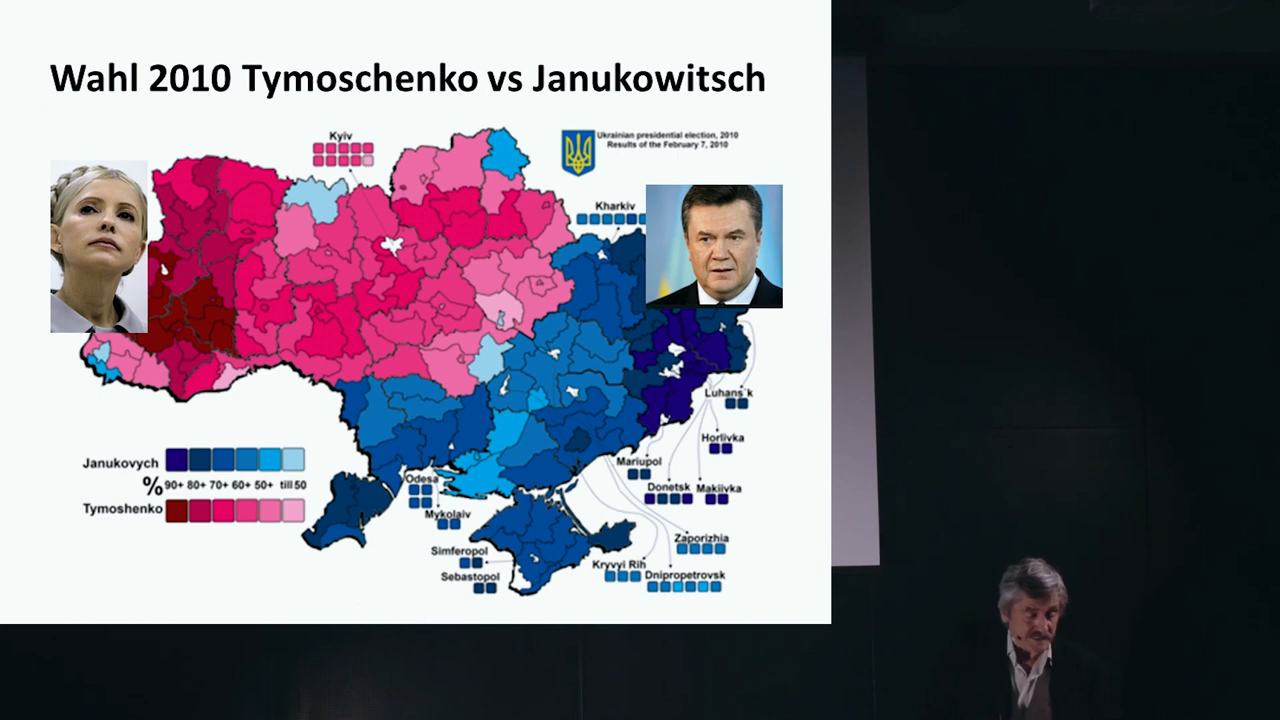 Wahl 2010 Tymoschenko vs Janukowitsch
Kyiv
Ukrainian presidential election, 2010
Results of the February 7, 2010
Kharkiv
Luhans'k
Horlivka
Mariupol
Donetsk
Makiivka
Janukovych
% 90+ 80+ 70+ 60+ 50+ till 50
Tymoshenko
Odesa
Mykolaiv
Simferopol
Sebastopol
Zaporizhia
Kryvyi Rih
Dnipropetrovsk